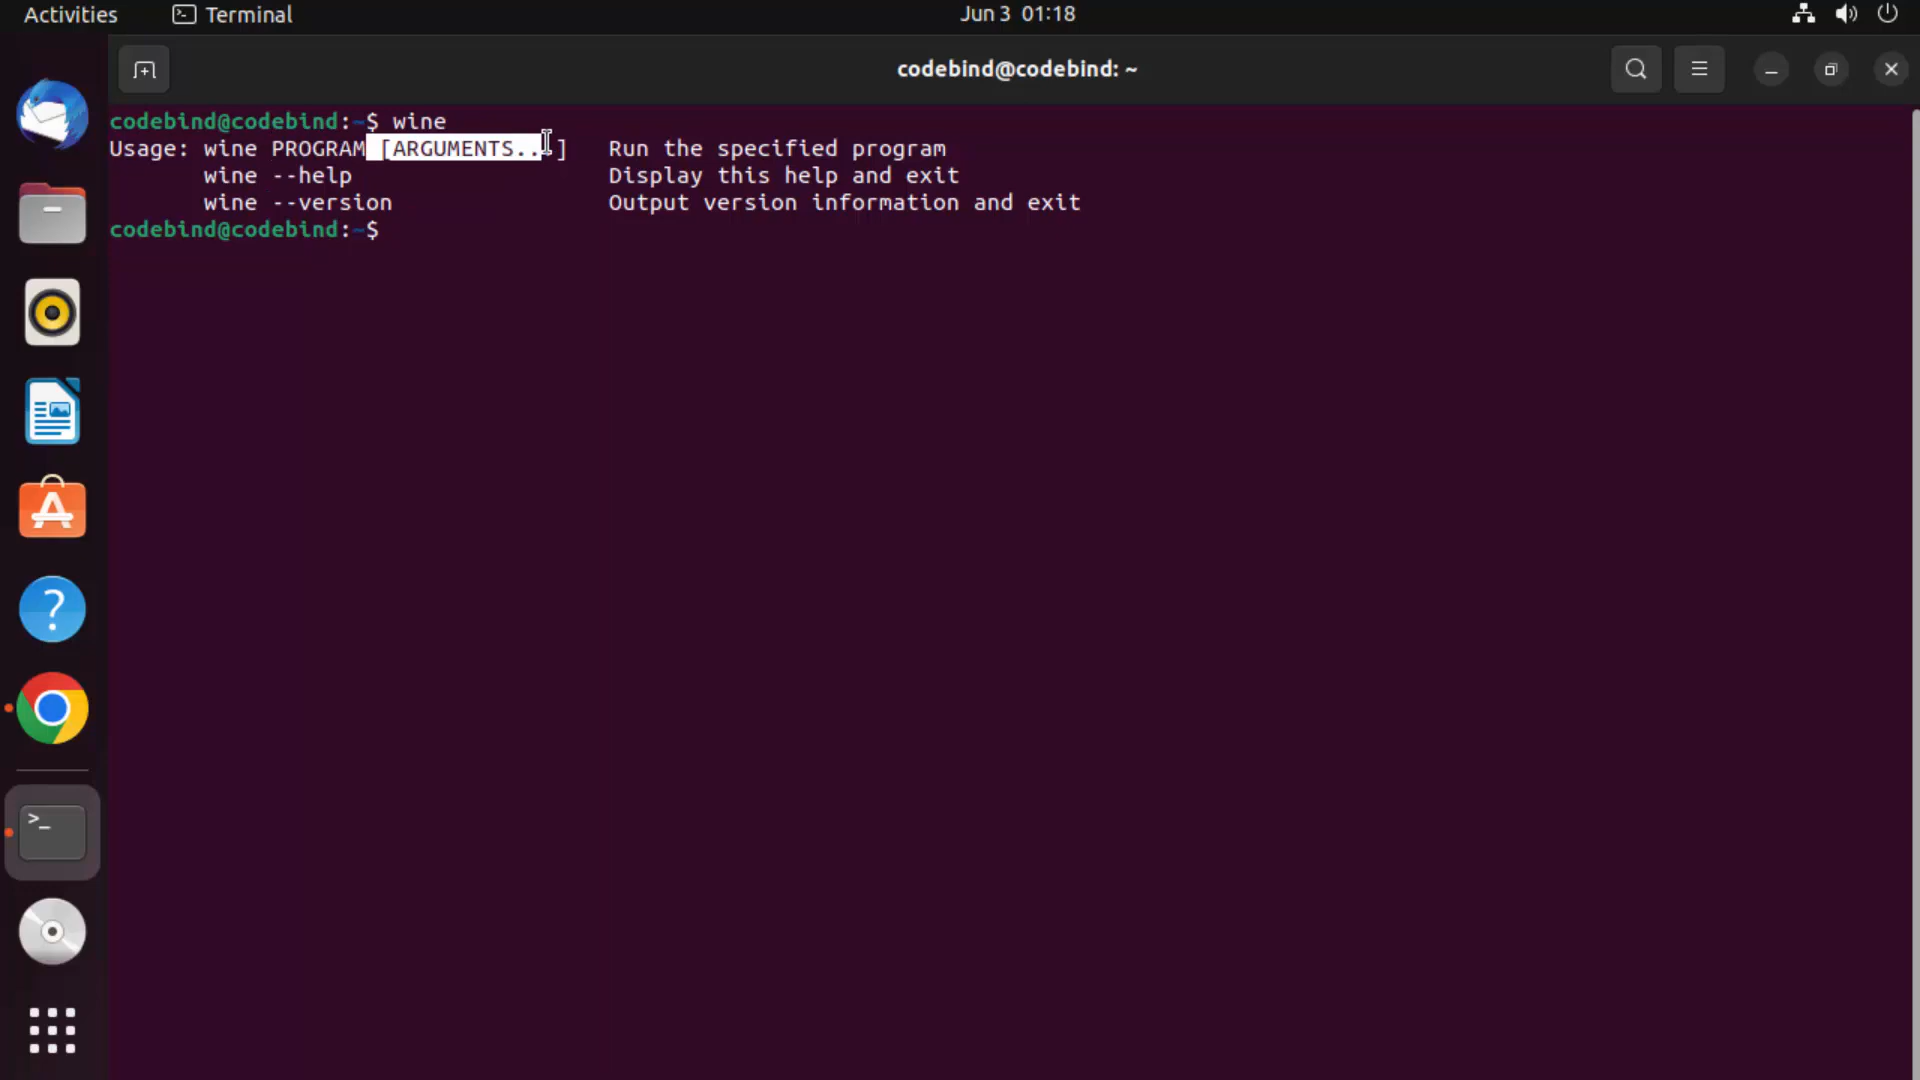 Activities Terminal Jun 3 01:18
codebind@codebind: ~
codebind@codebind:~$ wine
Usage: wine PROGRAM [ARGUMENTS...] Run the specified program
wine --help Display this help and exit
wine --version Output version information and exit
codebind@codebind:~$